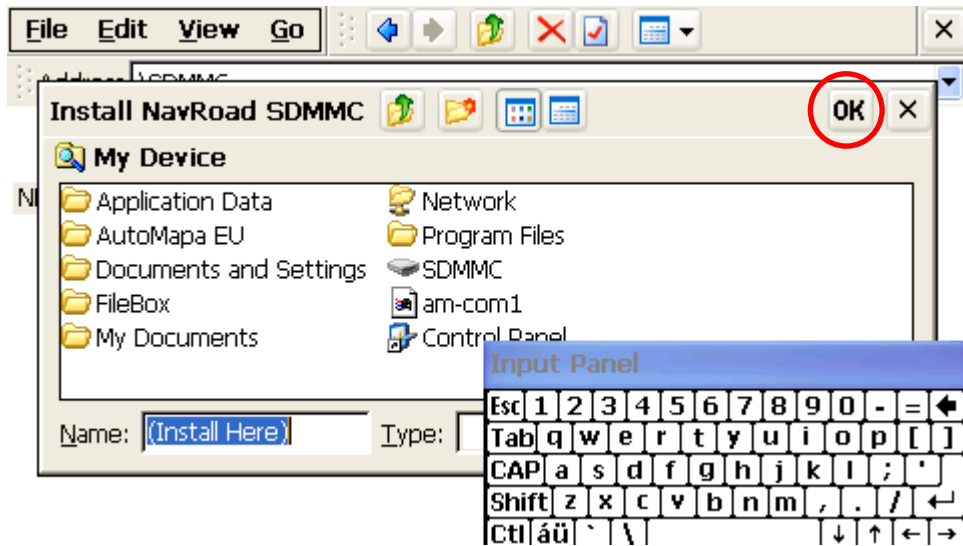 File Edit View Go
Address \SDMMC
Install NavRoad SDMMC OK
My Device
Application Data Network
AutoMapa EU Program Files
Documents and Settings SDMMC
FileBox am-com1
My Documents Control Panel
Input Panel
Name: (Install Here) Type:
Esc 1 2 3 4 5 6 7 8 9 0 - =
Tab q w e r t y u i o p [ ]
CAP a s d f g h j k l ; '
Shift z x c v b n m , . /
Ctl áü ` \ ↓ ↑ ← →